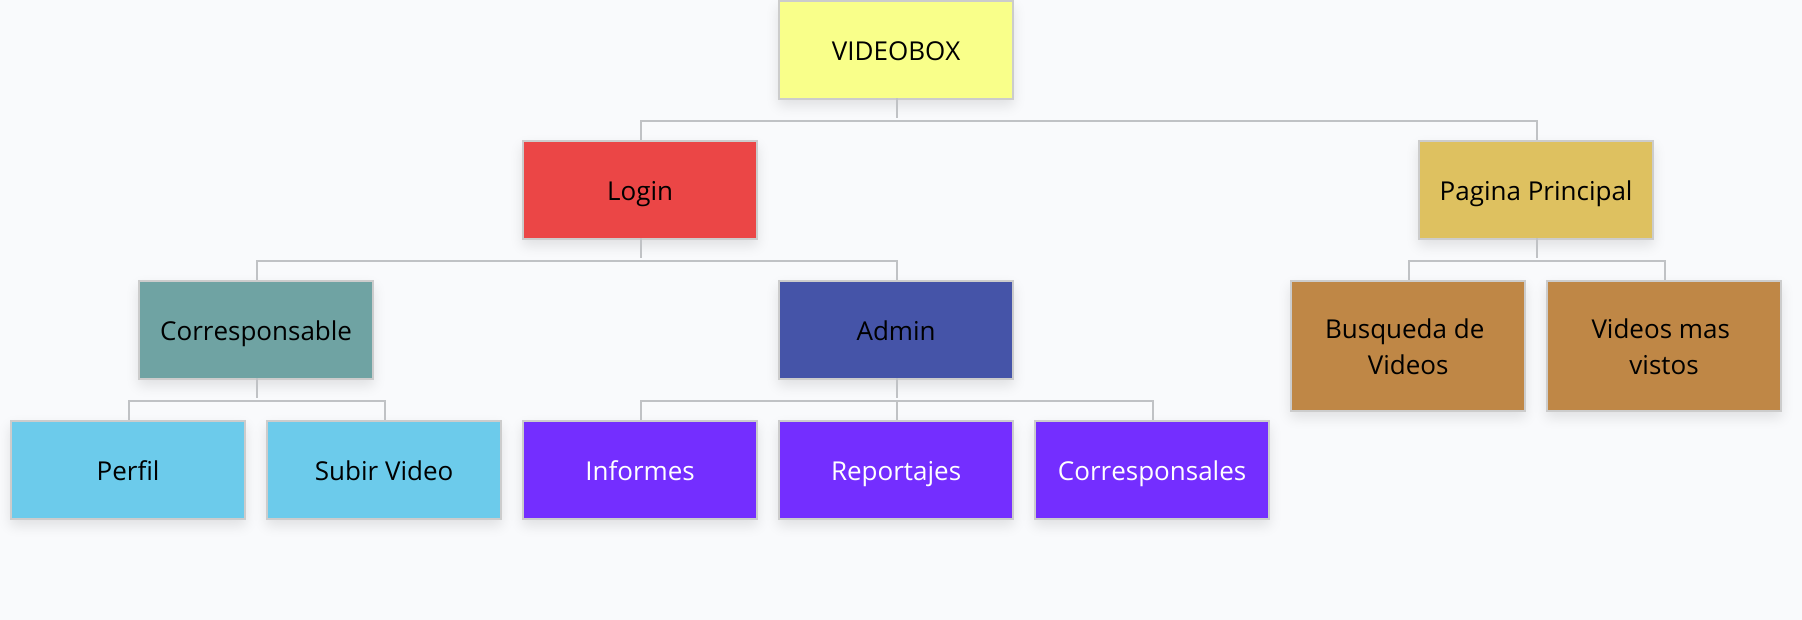 VIDEOBOX
Login
Pagina Principal
Corresponsable
Admin
Busqueda de
Videos
Videos mas
vistos
Perfil
Subir Video
Informes
Reportajes
Corresponsales